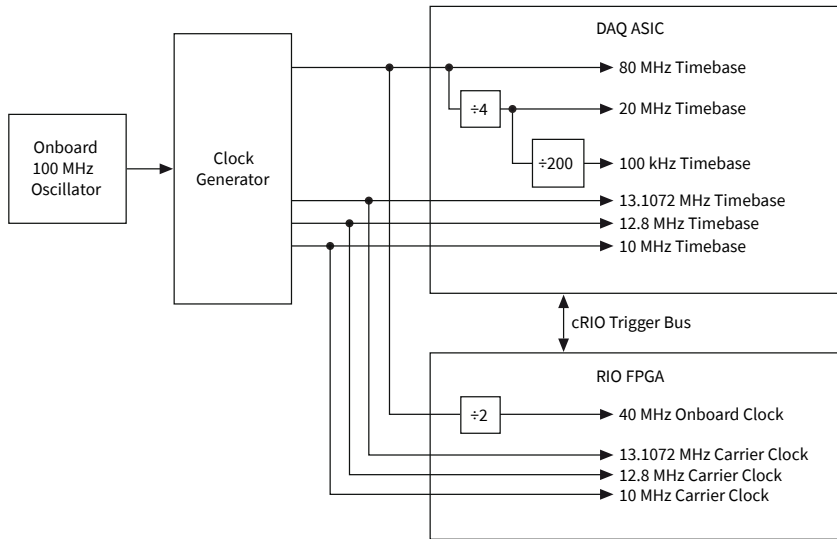 DAQ ASIC
80 MHz Timebase
÷4
20 MHz Timebase
Onboard
100 MHz
Oscillator
Clock
Generator
÷200
100 kHz Timebase
13.1072 MHz Timebase
12.8 MHz Timebase
10 MHz Timebase
cRIO Trigger Bus
RIO FPGA
÷2
40 MHz Onboard Clock
13.1072 MHz Carrier Clock
12.8 MHz Carrier Clock
10 MHz Carrier Clock